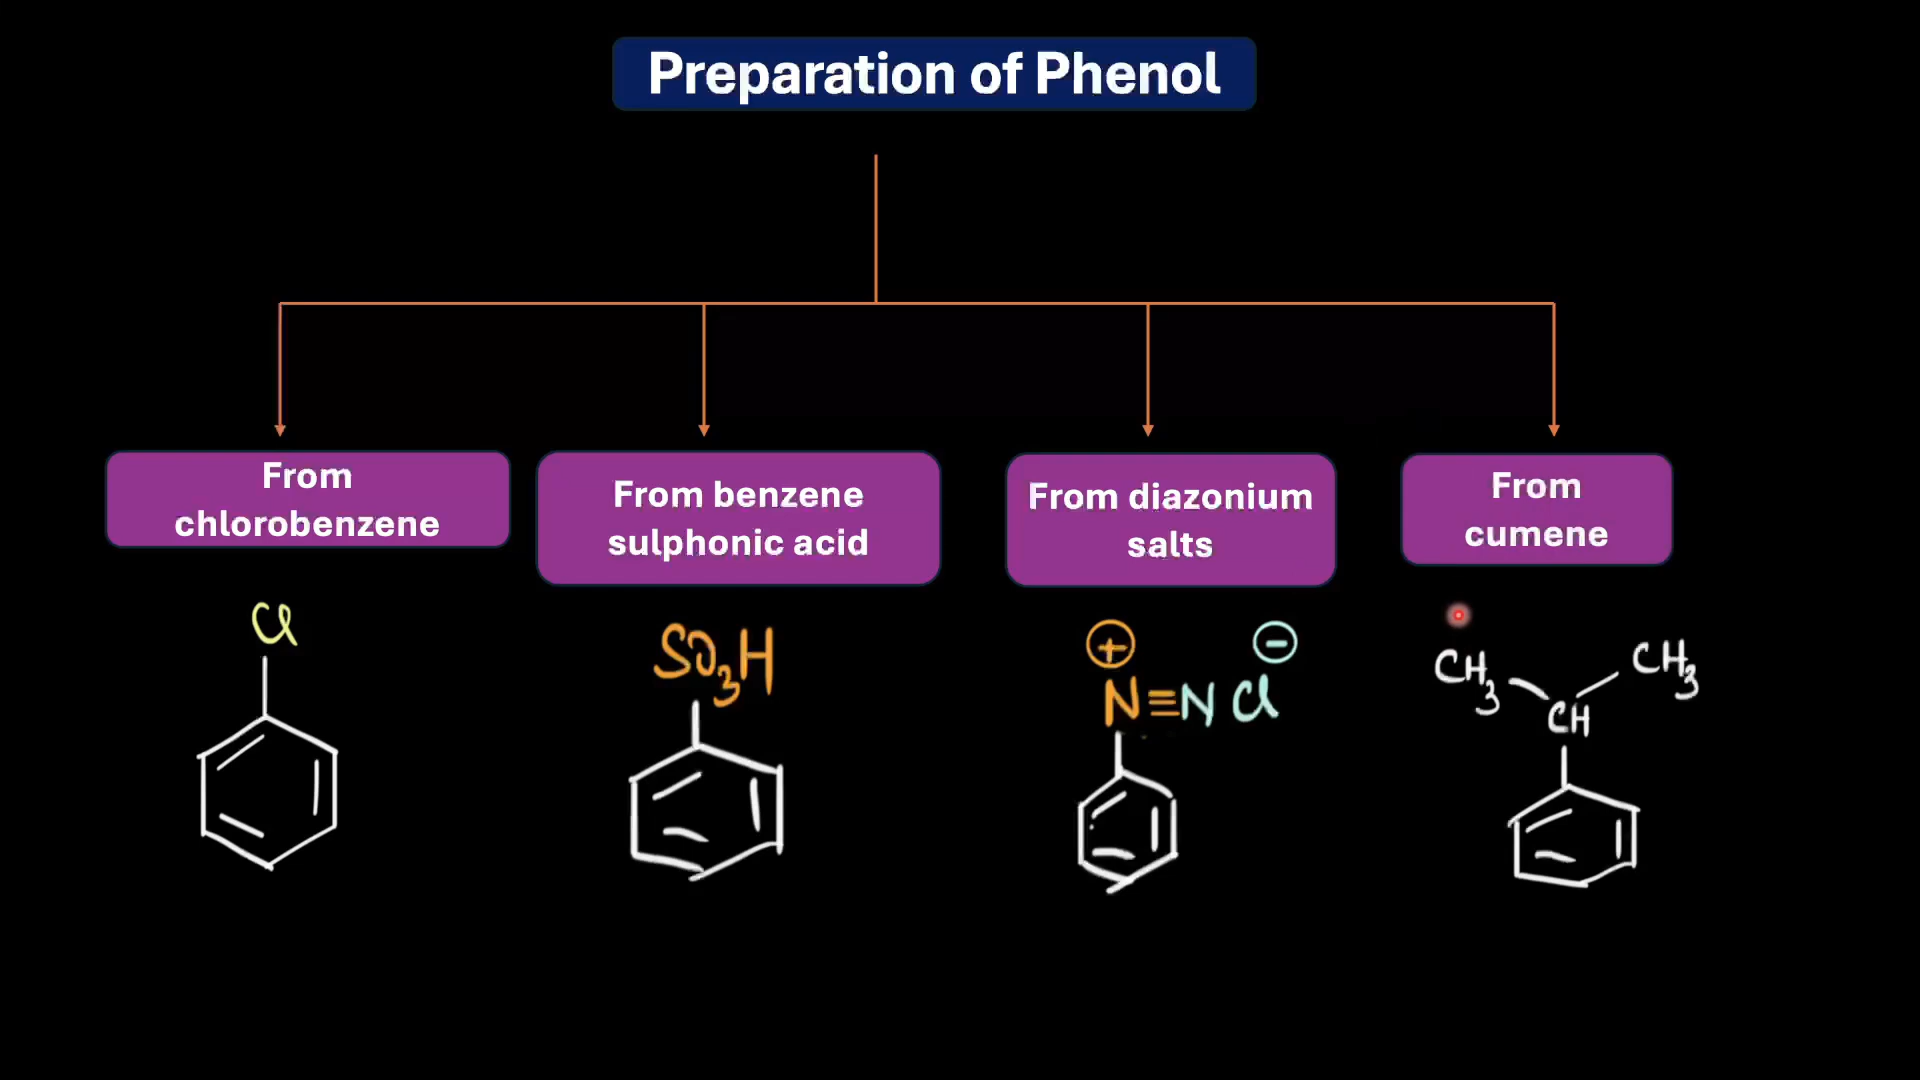 Preparation of Phenol
From
chlorobenzene
From benzene
sulphonic acid
From diazonium
salts
From
cumene
Cl
SO₃H
⊕
⊖
N≡N Cl
CH₃
CH₃
CH